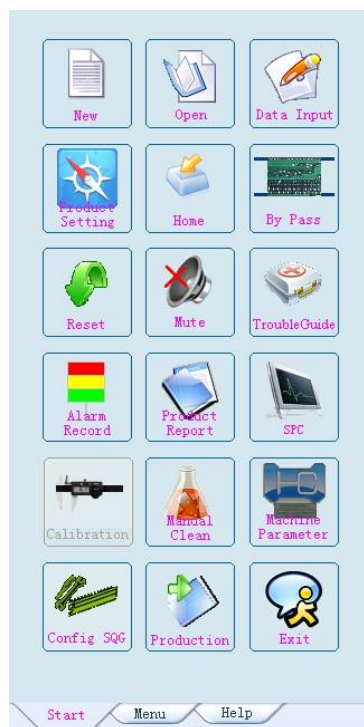 New
Open
Data Input
Product
Setting
Home
By Pass
Reset
Mute
TroubleGuide
Alarm
Record
Product
Report
SPC
Calibration
Manual
Clean
Machine
Parameter
Config SQG
Production
Exit
Start
Menu
Help